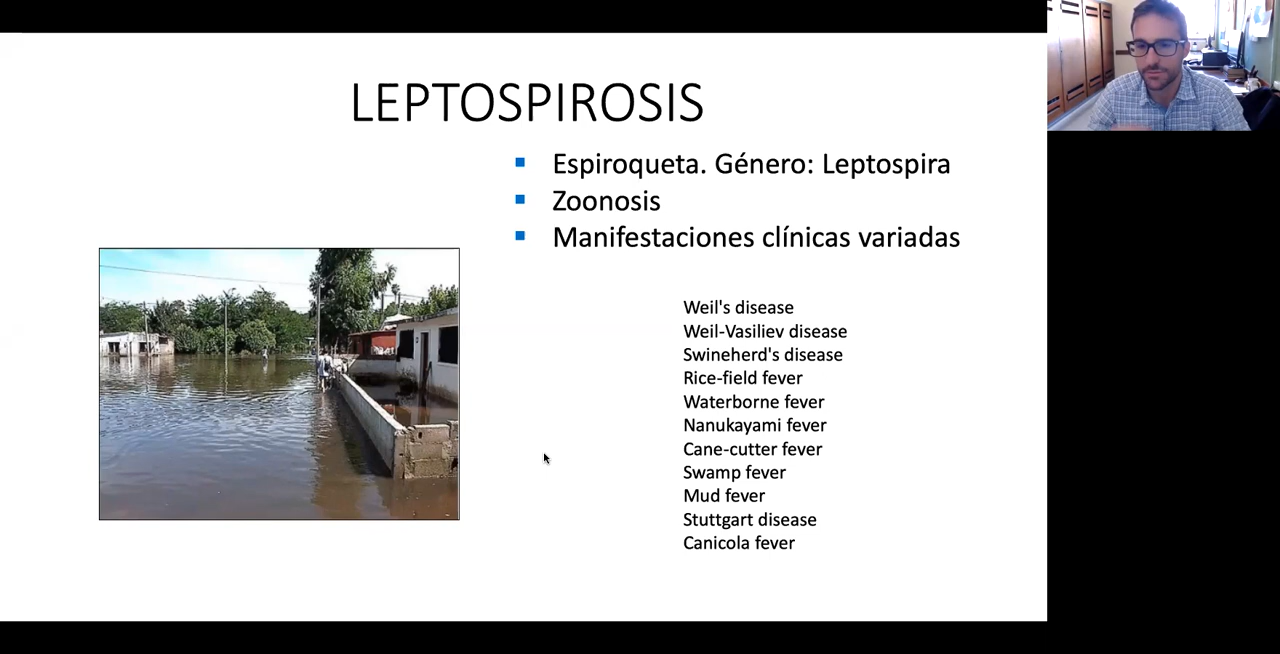 LEPTOSPIROSIS
Espiroqueta. Género: Leptospira
Zoonosis
Manifestaciones clínicas variadas
Weil's disease
Weil-Vasiliev disease
Swineherd's disease
Rice-field fever
Waterborne fever
Nanukayami fever
Cane-cutter fever
Swamp fever
Mud fever
Stuttgart disease
Canicola fever